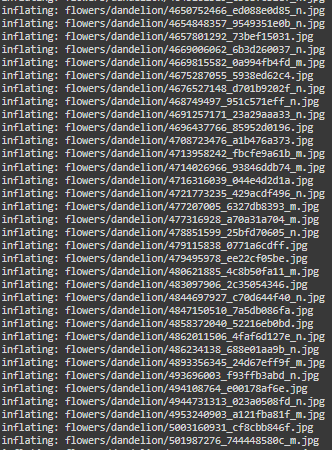 inflating: flowers/dandelion/4650752466_ed088e0d85_n.jpg
inflating: flowers/dandelion/4654848357_9549351e0b_n.jpg
inflating: flowers/dandelion/4657801292_73bef15031.jpg
inflating: flowers/dandelion/4669006062_6b3d260037_n.jpg
inflating: flowers/dandelion/4669815582_0a994fb4fd_m.jpg
inflating: flowers/dandelion/4675287055_5938ed62c4.jpg
inflating: flowers/dandelion/4676527148_d701b9202f_n.jpg
inflating: flowers/dandelion/468749497_951c571eff_n.jpg
inflating: flowers/dandelion/4691257171_23a29aaa33_n.jpg
inflating: flowers/dandelion/4696437766_85952d0196.jpg
inflating: flowers/dandelion/4708723476_a1b476a373.jpg
inflating: flowers/dandelion/4713958242_fbcfe9a61b_m.jpg
inflating: flowers/dandelion/4714026966_93846ddb74_m.jpg
inflating: flowers/dandelion/4716316039_044e4d2d1a.jpg
inflating: flowers/dandelion/4721773235_429acdf496_n.jpg
inflating: flowers/dandelion/477207005_6327db8393_m.jpg
inflating: flowers/dandelion/477316928_a70a31a704_m.jpg
inflating: flowers/dandelion/478851599_25bfd70605_n.jpg
inflating: flowers/dandelion/479115838_0771a6cdff.jpg
inflating: flowers/dandelion/479495978_ee22cf05be.jpg
inflating: flowers/dandelion/480621885_4c8b50fa11_m.jpg
inflating: flowers/dandelion/483097906_2c35054346.jpg
inflating: flowers/dandelion/4844697927_c70d644f40_n.jpg
inflating: flowers/dandelion/4847150510_7a5db086fa.jpg
inflating: flowers/dandelion/4858372040_52216eb0bd.jpg
inflating: flowers/dandelion/4862011506_4faf6d127e_n.jpg
inflating: flowers/dandelion/486234138_688e01aa9b_n.jpg
inflating: flowers/dandelion/4893356345_24d67eff9f_m.jpg
inflating: flowers/dandelion/493696003_f93ffb3abd_n.jpg
inflating: flowers/dandelion/494108764_e00178af6e.jpg
inflating: flowers/dandelion/4944731313_023a0508fd_n.jpg
inflating: flowers/dandelion/4953240903_a121fba81f_m.jpg
inflating: flowers/dandelion/5003160931_cf8cbb846f.jpg
inflating: flowers/dandelion/501987276_744448580c_m.jpg